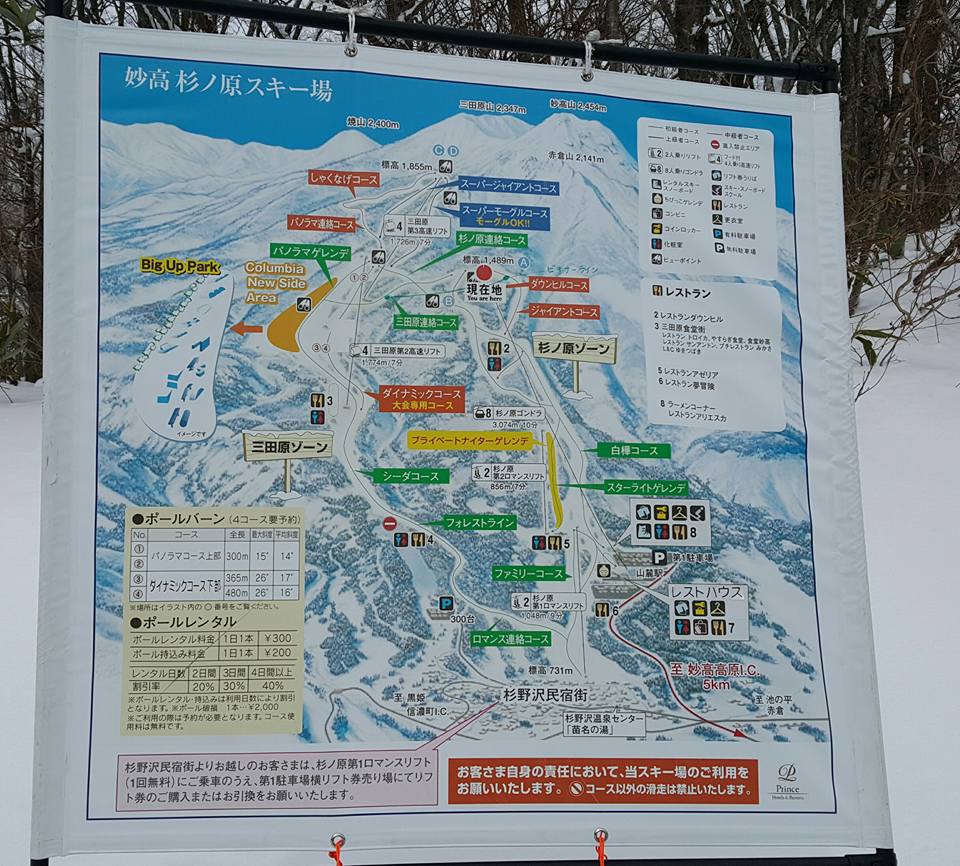 妙高 杉ノ原スキー場
三田原山 2,347m
妙高山 2,454m
焼山 2,400m
赤倉山 2,141m
C D
標高 1,855m
しゃくなげコース
スーパージャイアントコース
スーパーモーグルコース
モーグルOK!!
パノラマ連絡コース
4 三田原
第3高速リフト
1,726m/7分
杉ノ原連絡コース
パノラマゲレンデ
標高 1,489m A
現在地
You are here
ダウンヒルコース
ジャイアントコース
① ②
B
三田原連絡コース
Big Up Park
Columbia
New Side
Area
イメージです
③ ④
4 三田原第2高速リフト
1,774m/7分
2
杉ノ原ゾーン
ダイナミックコース
大会専用コース
3
8 杉ノ原ゴンドラ
3,074m/10分
三田原ゾーン
プライベートナイターゲレンデ
白樺コース
シーダコース
2 杉ノ原
第2ロマンスリフト
856m/7分
スターライトゲレンデ
フォレストライン
4
5
8
P 第1駐車場
山麓駅
ファミリーコース
レストハウス
7
P
300台
2 杉ノ原
第1ロマンスリフト
1,048m/9分
6
ロマンス連絡コース
標高 731m
至 妙高高原I.C.
5km
杉野沢民宿街
至 黒姫
信濃町I.C.
至 池の平
赤倉
杉野沢温泉センター
「苗名の湯」
初級者コース
中級者コース
上級者コース
進入禁止エリア
2 2人乗りリフト
4 フード付
4人乗り高速リフト
8 8人乗りゴンドラ
リフト券うりば
レンタルスキー
スノーボード
スキー・スノーボード
スクール
ちびっこゲレンデ
レストラン
コンビニ
更衣室
コインロッカー
P 有料駐車場
化粧室
P 無料駐車場
ビューポイント
レストラン
2 レストランダウンヒル
3 三田原食堂街
レストラン トロイカ、やすらぎ食堂、食堂妙茶
レストラン サンアントン、プチレストラン みかさ
L&C ゆきつばき
5 レストランアゼリア
6 レストラン夢冒険
8 ラーメンコーナー
レストランアリエスカ
●ポールバーン (4コース要予約)
No. コース 全長 最大斜度 平均斜度
① ② パノラマコース上部 300m 15° 14°
③ ダイナミックコース下部 365m 26° 17°
④ 480m 26° 16°
※場所はイラスト内の○番号をご覧ください。
●ポールレンタル
ポールレンタル料金 1日1本 ¥300
ポール持込み料金 1日1本 ¥200
レンタル日数 2日間 3日間 4日間以上
割引率 20% 30% 40%
※ポールレンタル・持込みは利用日数により割引
となります。※ポール破損 1本…¥2,000
※ご利用の際は予約が必要となります。コース使
用料は無料です。
杉野沢民宿街よりお越しのお客さまは、杉ノ原第1ロマンスリフト
(1回無料)にご乗車のうえ、第1駐車場横リフト券売り場にてリフ
ト券のご購入またはお引換をお願いいたします。
お客さま自身の責任において、当スキー場のご利用を
お願いいたします。 コース以外の滑走は禁止いたします。
Prince
Hotels & Resorts